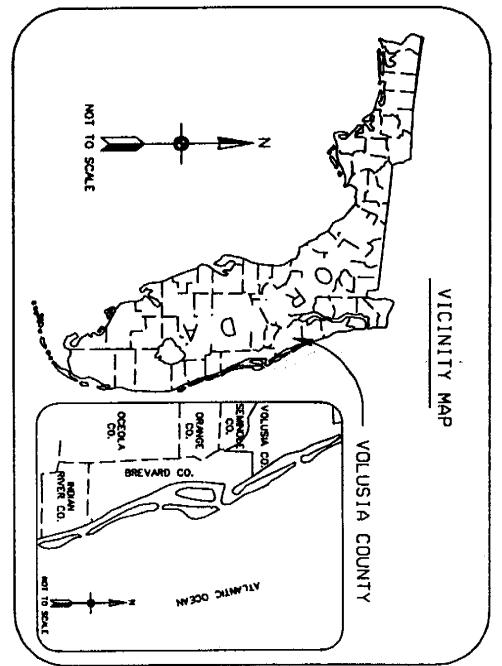 VICINITY MAP
VOLUSIA COUNTY
N
NOT TO SCALE
F
L
O
R
I
D
A
VOLUSIA CO.
SEMINOLE
CO.
ORANGE
CO.
OCEOLA
CO.
BREVARD CO.
INDIAN
RIVER CO.
ATLANTIC OCEAN
N
NOT TO SCALE